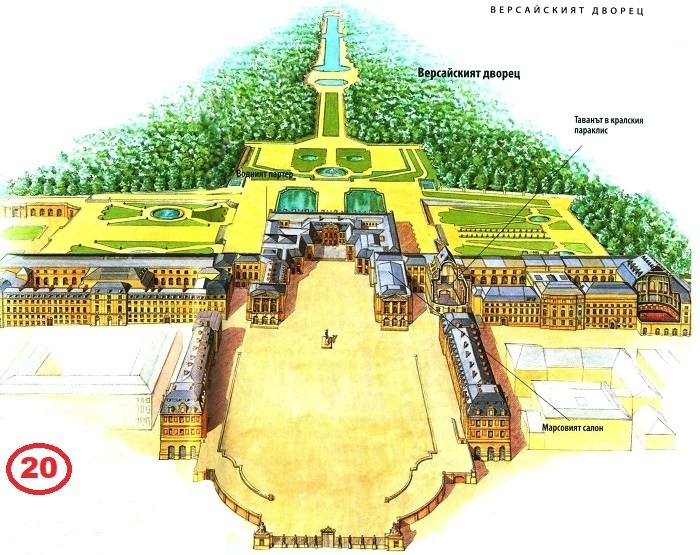 ВЕРСАЙСКИЯТ ДВОРЕЦ
Версайският дворец
Таванът в кралския
параклис
Водният партер
Марсовият салон
20